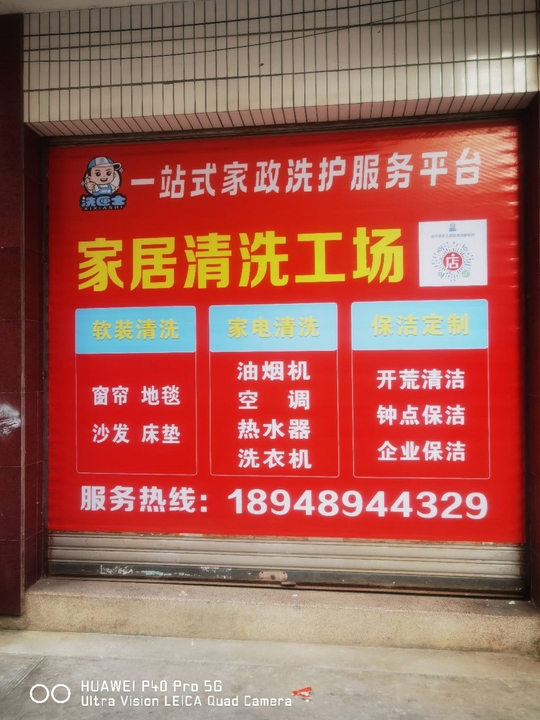 一站式家政洗护服务平台
洗匠士
XIJIASHI
家居清洗工场
店
软装清洗
窗帘 地毯
沙发 床垫
家电清洗
油烟机
空 调
热水器
洗衣机
保洁定制
开荒清洁
钟点保洁
企业保洁
服务热线：18948944329
HUAWEI P40 Pro 5G
Ultra Vision LEICA Quad Camera